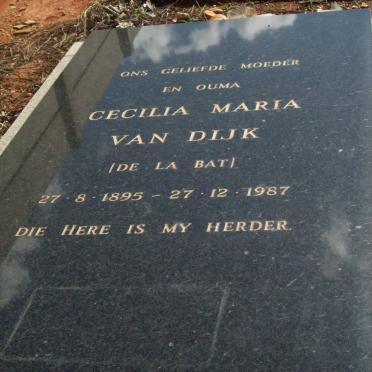 ONS GELIEFDE MOEDER
EN OUMA
CECILIA MARIA
VAN DIJK
(DE LA BAT)
27·8·1895 – 27·12·1987
DIE HERE IS MY HERDER.